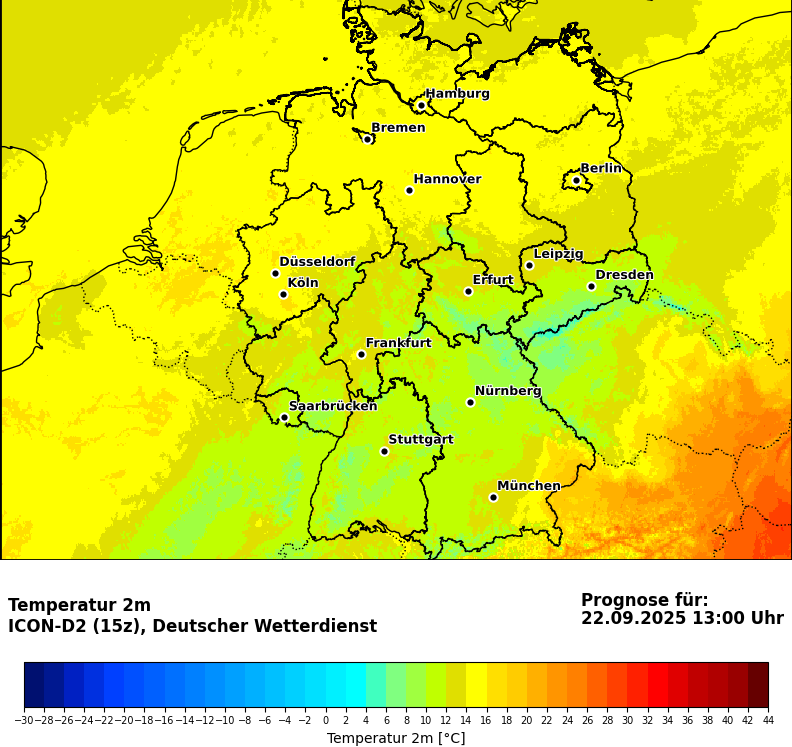 Hamburg
Bremen
Berlin
Hannover
Leipzig
Düsseldorf
Dresden
Köln
Erfurt
Frankfurt
Nürnberg
Saarbrücken
Stuttgart
München
Temperatur 2m
ICON-D2 (15z), Deutscher Wetterdienst
Prognose für:
22.09.2025 13:00 Uhr
−30 −28 −26 −24 −22 −20 −18 −16 −14 −12 −10 −8 −6 −4 −2 0 2 4 6 8 10 12 14 16 18 20 22 24 26 28 30 32 34 36 38 40 42 44
Temperatur 2m [°C]